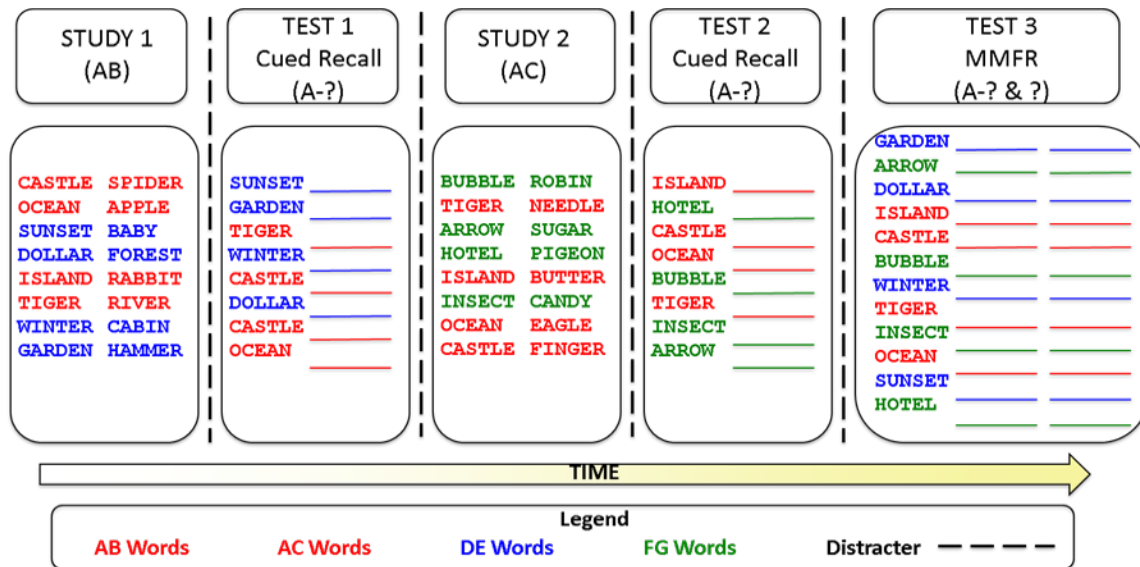 STUDY 1
(AB)
TEST 1
Cued Recall
(A-?)
STUDY 2
(AC)
TEST 2
Cued Recall
(A-?)
TEST 3
MMFR
(A-? & ?)
CASTLE SPIDER
OCEAN APPLE
SUNSET BABY
DOLLAR FOREST
ISLAND RABBIT
TIGER RIVER
WINTER CABIN
GARDEN HAMMER
SUNSET
GARDEN
TIGER
WINTER
CASTLE
DOLLAR
CASTLE
OCEAN
BUBBLE ROBIN
TIGER NEEDLE
ARROW SUGAR
HOTEL PIGEON
ISLAND BUTTER
INSECT CANDY
OCEAN EAGLE
CASTLE FINGER
ISLAND
HOTEL
CASTLE
OCEAN
BUBBLE
TIGER
INSECT
ARROW
GARDEN
ARROW
DOLLAR
ISLAND
CASTLE
BUBBLE
WINTER
TIGER
INSECT
OCEAN
SUNSET
HOTEL
TIME
Legend
AB Words AC Words DE Words FG Words Distracter